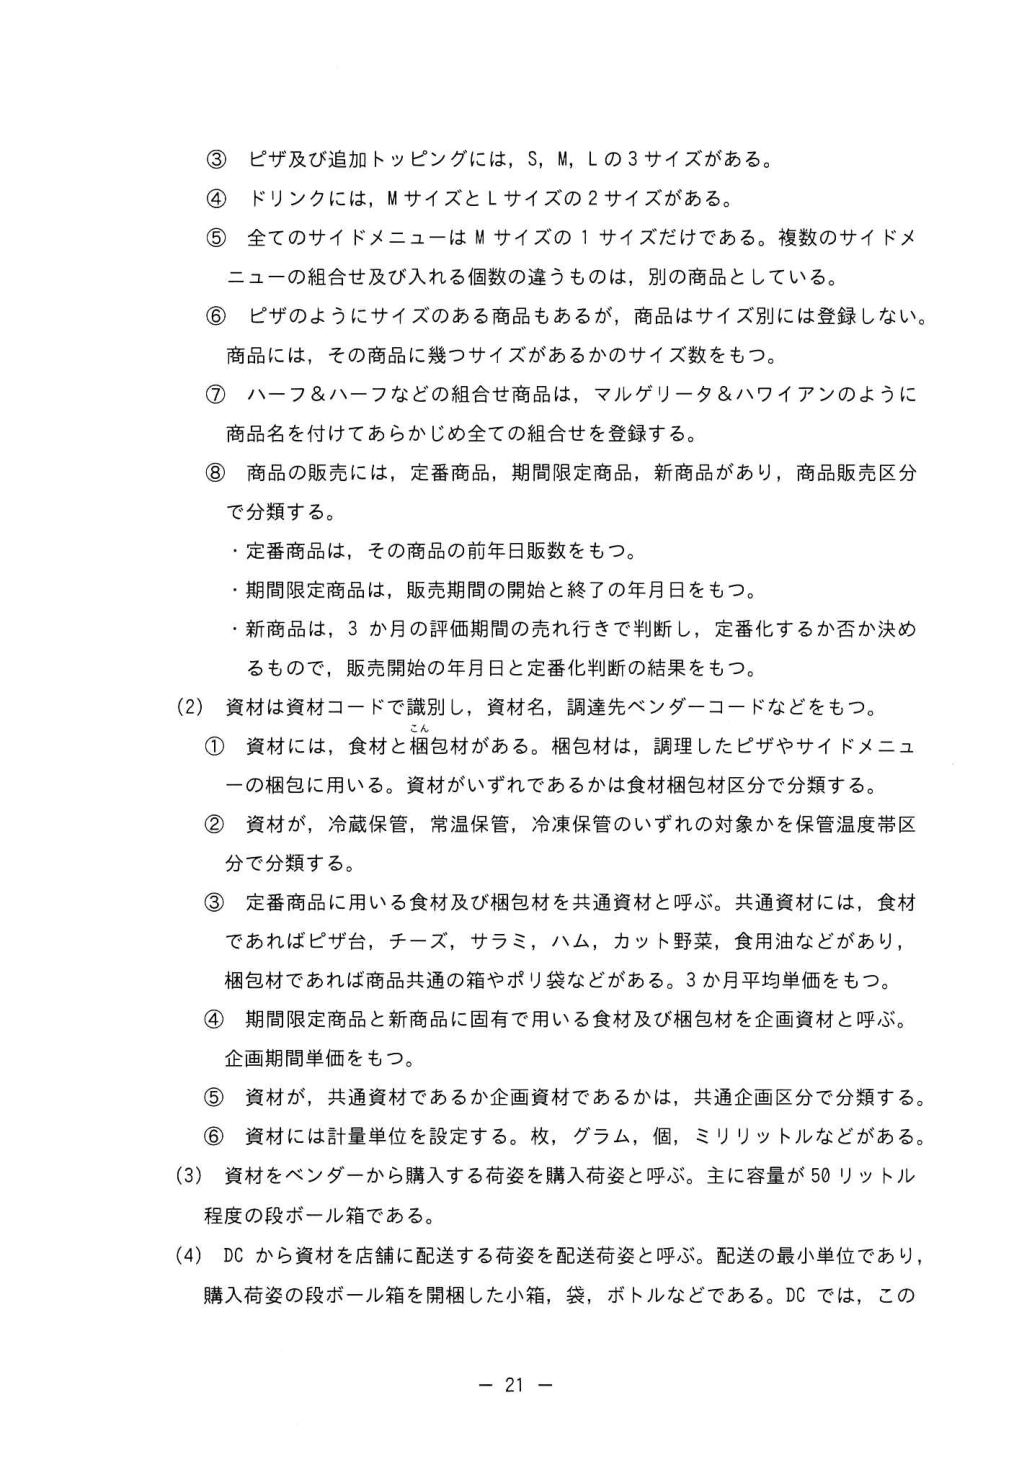 ③ ピザ及び追加トッピングには，S，M，Lの3サイズがある。
④ ドリンクには，MサイズとLサイズの2サイズがある。
⑤ 全てのサイドメニューは M サイズの 1 サイズだけである。複数のサイドメ
ニューの組合せ及び入れる個数の違うものは，別の商品としている。
⑥ ピザのようにサイズのある商品もあるが，商品はサイズ別には登録しない。
商品には，その商品に幾つサイズがあるかのサイズ数をもつ。
⑦ ハーフ＆ハーフなどの組合せ商品は，マルゲリータ＆ハワイアンのように
商品名を付けてあらかじめ全ての組合せを登録する。
⑧ 商品の販売には，定番商品，期間限定商品，新商品があり，商品販売区分
で分類する。
・定番商品は，その商品の前年日販数をもつ。
・期間限定商品は，販売期間の開始と終了の年月日をもつ。
・新商品は，3 か月の評価期間の売れ行きで判断し，定番化するか否か決め
るもので，販売開始の年月日と定番化判断の結果をもつ。
(2) 資材は資材コードで識別し，資材名，調達先ベンダーコードなどをもつ。
こん
① 資材には，食材と梱包材がある。梱包材は，調理したピザやサイドメニュ
ーの梱包に用いる。資材がいずれであるかは食材梱包材区分で分類する。
② 資材が，冷蔵保管，常温保管，冷凍保管のいずれの対象かを保管温度帯区
分で分類する。
③ 定番商品に用いる食材及び梱包材を共通資材と呼ぶ。共通資材には，食材
であればピザ台，チーズ，サラミ，ハム，カット野菜，食用油などがあり，
梱包材であれば商品共通の箱やポリ袋などがある。3か月平均単価をもつ。
④ 期間限定商品と新商品に固有で用いる食材及び梱包材を企画資材と呼ぶ。
企画期間単価をもつ。
⑤ 資材が，共通資材であるか企画資材であるかは，共通企画区分で分類する。
⑥ 資材には計量単位を設定する。枚，グラム，個，ミリリットルなどがある。
(3) 資材をベンダーから購入する荷姿を購入荷姿と呼ぶ。主に容量が 50 リットル
程度の段ボール箱である。
(4) DC から資材を店舗に配送する荷姿を配送荷姿と呼ぶ。配送の最小単位であり，
購入荷姿の段ボール箱を開梱した小箱，袋，ボトルなどである。DC では，この
－ 21 －